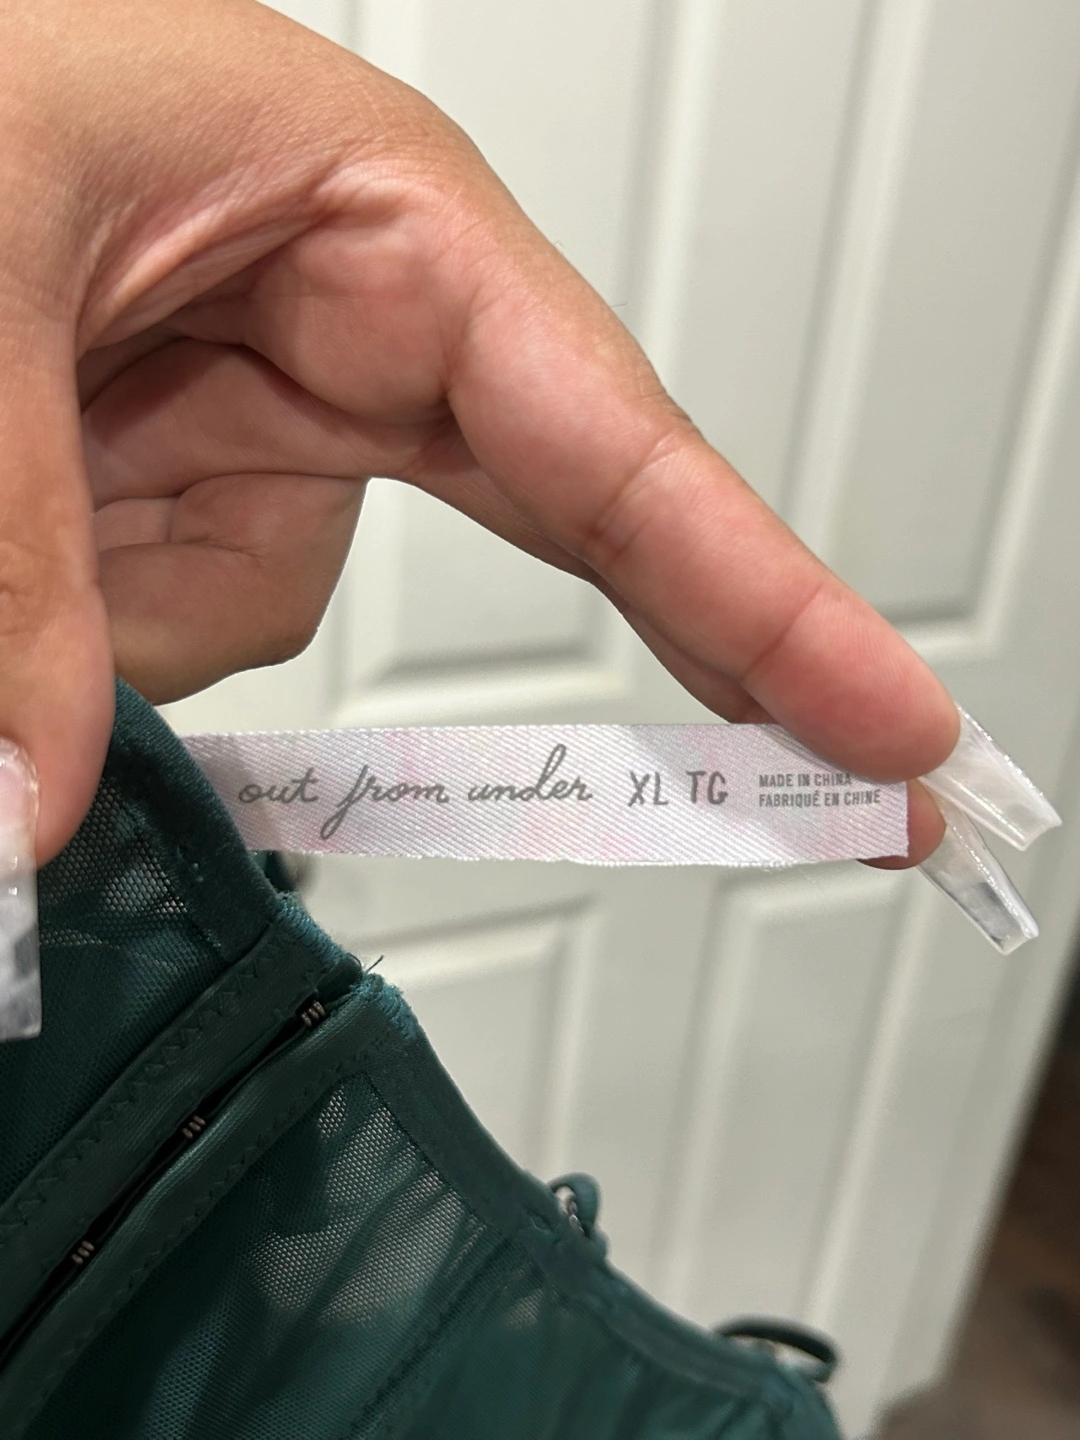 out from under XL TG
MADE IN CHINA
FABRIQUÉ EN CHINE